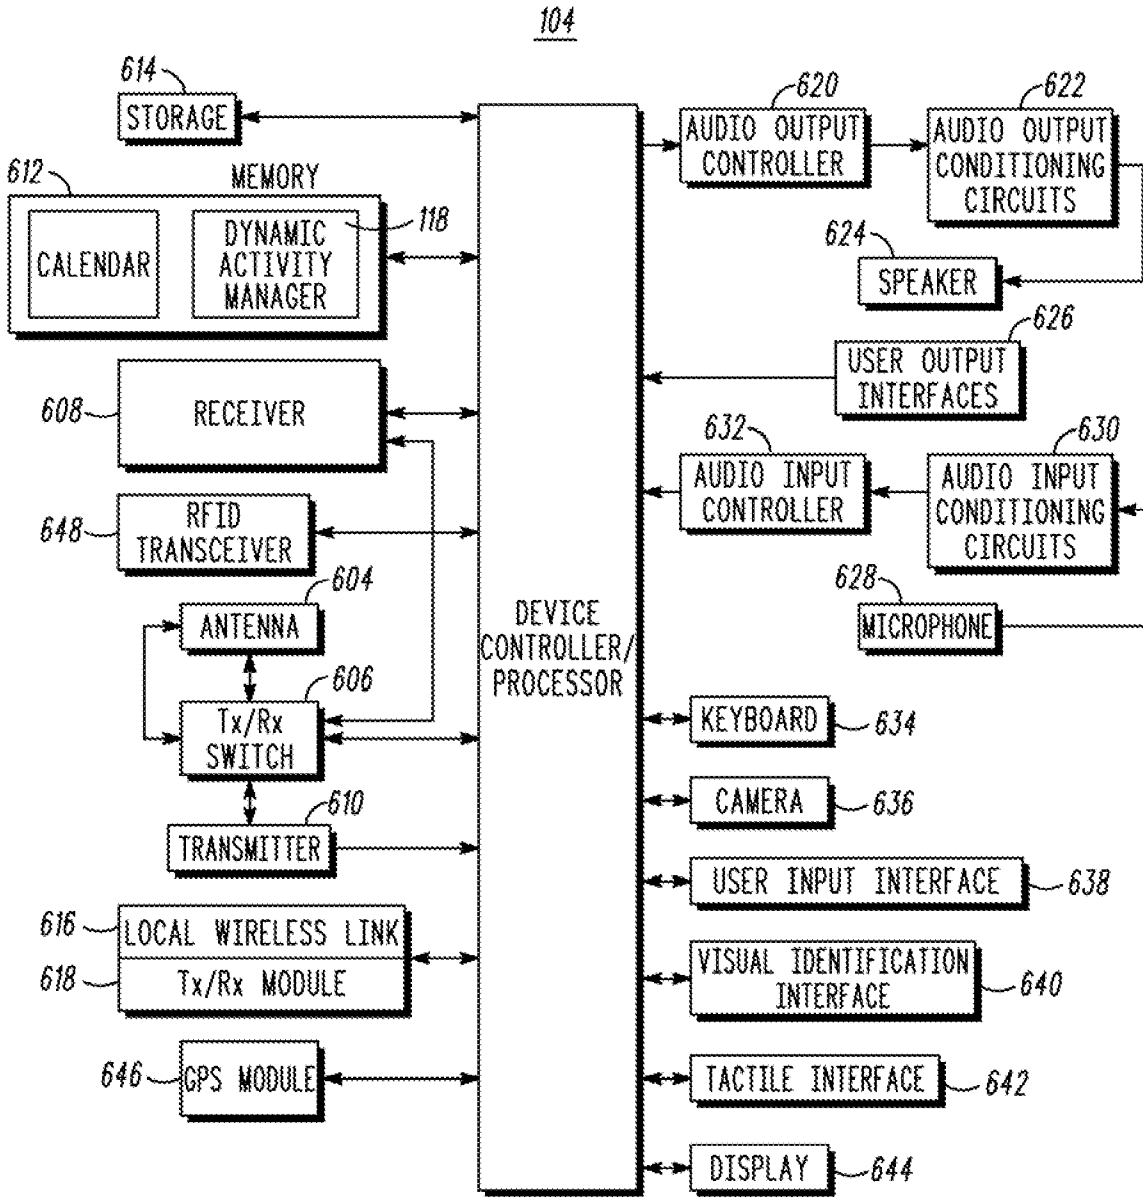 104
614
STORAGE
612
MEMORY
CALENDAR
118
DYNAMIC
ACTIVITY
MANAGER
608
RECEIVER
648
RFID
TRANSCEIVER
604
ANTENNA
606
Tx/Rx
SWITCH
610
TRANSMITTER
616
LOCAL WIRELESS LINK
618
Tx/Rx MODULE
646
GPS MODULE
DEVICE
CONTROLLER/
PROCESSOR
620
AUDIO OUTPUT
CONTROLLER
622
AUDIO OUTPUT
CONDITIONING
CIRCUITS
624
SPEAKER
626
USER OUTPUT
INTERFACES
632
AUDIO INPUT
CONTROLLER
630
AUDIO INPUT
CONDITIONING
CIRCUITS
628
MICROPHONE
KEYBOARD
634
CAMERA
636
USER INPUT INTERFACE
638
VISUAL IDENTIFICATION
INTERFACE
640
TACTILE INTERFACE
642
DISPLAY
644